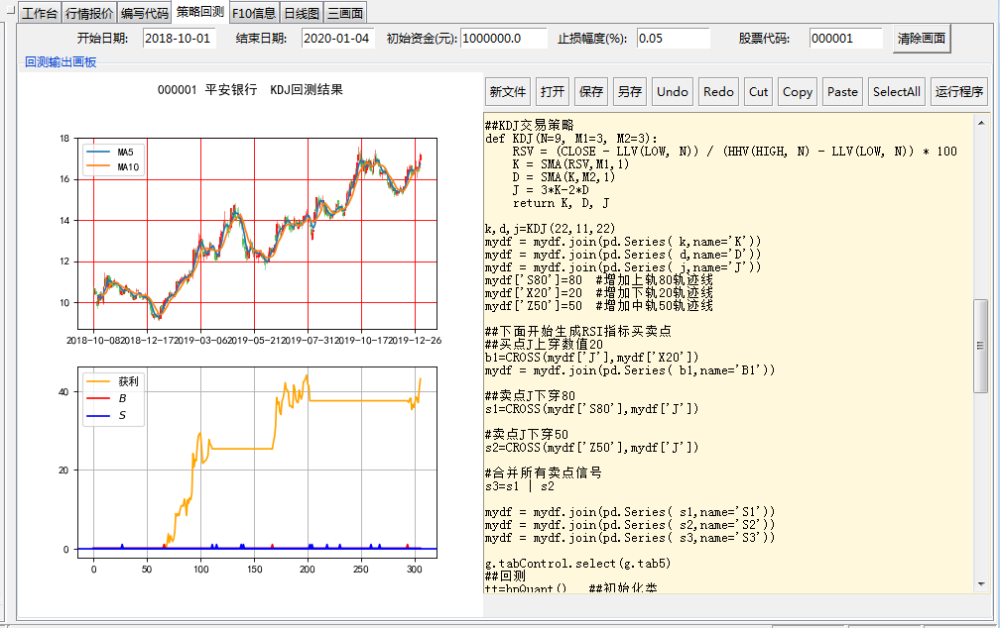 工作台 行情报价 编写代码 策略回测 F10信息 日线图 三画面
开始日期: 2018-10-01 结束日期: 2020-01-04 初始资金(元): 1000000.0 止损幅度(%): 0.05 股票代码: 000001 清除画面
回测输出画板
000001 平安银行 KDJ回测结果
18
16
14
12
10
MA5
MA10
2018-10-08 2018-12-17 2019-03-06 2019-05-21 2019-07-31 2019-10-17 2019-12-26
40
20
0
获利
B
S
0 50 100 150 200 250 300
新文件 打开 保存 另存 Undo Redo Cut Copy Paste SelectAll 运行程序
##KDJ交易策略
def KDJ(N=9, M1=3, M2=3):
    RSV = (CLOSE - LLV(LOW, N)) / (HHV(HIGH, N) - LLV(LOW, N)) * 100
    K = SMA(RSV,M1,1)
    D = SMA(K,M2,1)
    J = 3*K-2*D
    return K, D, J
k,d,j=KDJ(22,11,22)
mydf = mydf.join(pd.Series( k,name='K'))
mydf = mydf.join(pd.Series( d,name='D'))
mydf = mydf.join(pd.Series( j,name='J'))
mydf['S80']=80  #增加上轨80轨迹线
mydf['X20']=20  #增加下轨20轨迹线
mydf['Z50']=50  #增加中轨50轨迹线
##下面开始生成RSI指标买卖点
##买点J上穿数值20
b1=CROSS(mydf['J'],mydf['X20'])
mydf = mydf.join(pd.Series( b1,name='B1'))
##卖点J下穿80
s1=CROSS(mydf['S80'],mydf['J'])
#卖点J下穿50
s2=CROSS(mydf['Z50'],mydf['J'])
#合并所有卖点信号
s3=s1 | s2
mydf = mydf.join(pd.Series( s1,name='S1'))
mydf = mydf.join(pd.Series( s2,name='S2'))
mydf = mydf.join(pd.Series( s3,name='S3'))
g.tabControl.select(g.tab5)
##回测
tt=hpQuant()   ##初始化类